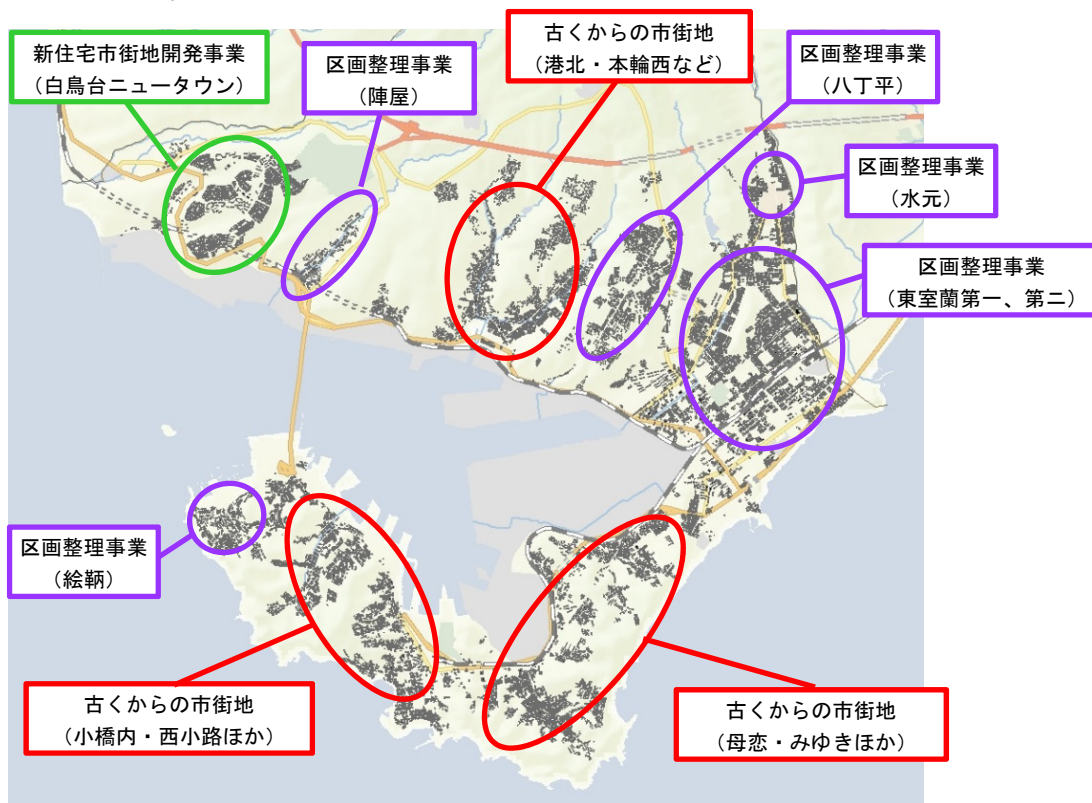 新住宅市街地開発事業
（白鳥台ニュータウン）
区画整理事業
（陣屋）
古くからの市街地
（港北・本輪西など）
区画整理事業
（八丁平）
区画整理事業
（水元）
区画整理事業
（東室蘭第一、第二）
区画整理事業
（絵鞆）
古くからの市街地
（小橋内・西小路ほか）
古くからの市街地
（母恋・みゆきほか）